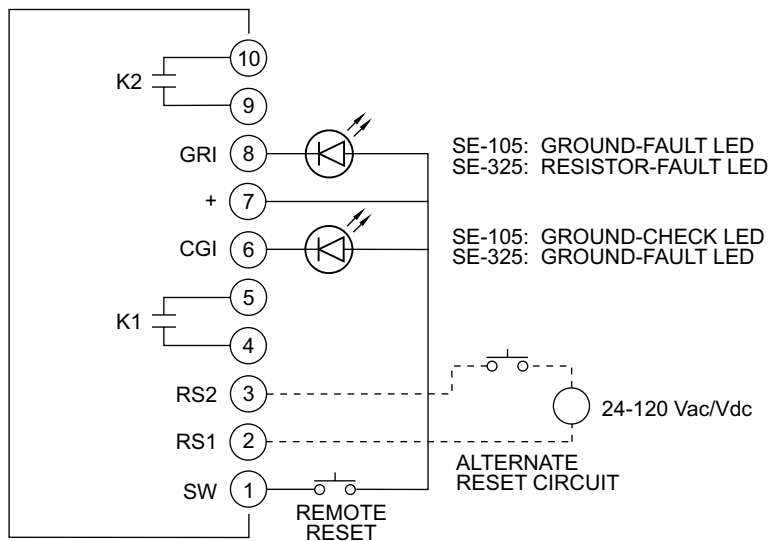 10
K2
9
GRI 8
SE-105: GROUND-FAULT LED
SE-325: RESISTOR-FAULT LED
+ 7
CGI 6
SE-105: GROUND-CHECK LED
SE-325: GROUND-FAULT LED
5
K1
4
RS2 3
24-120 Vac/Vdc
RS1 2
ALTERNATE
RESET CIRCUIT
SW 1
REMOTE
RESET